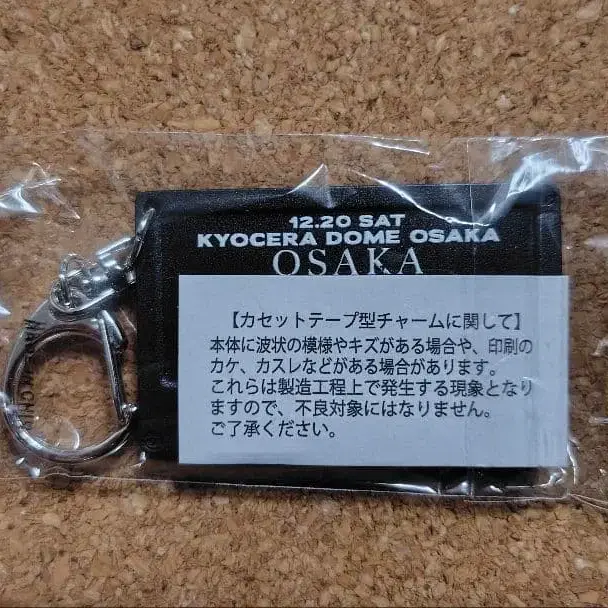 12.20 SAT
KYOCERA DOME OSAKA
OSAKA
【カセットテープ型チャームに関して】
本体に波状の模様やキズがある場合や、印刷の
カケ、カスレなどがある場合があります。
これらは製造工程上で発生する現象となり
ますので、不良対象にはなりません。
ご了承ください。